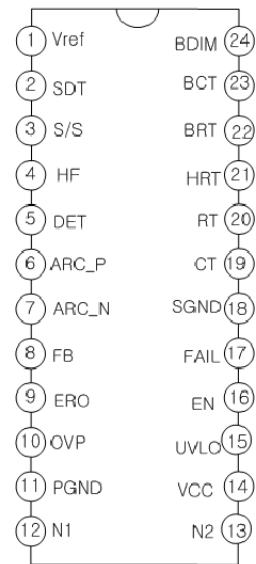 1 Vref BDIM 24
2 SDT BCT 23
3 S/S BRT 22
4 HF HRT 21
5 DET RT 20
6 ARC_P CT 19
7 ARC_N SGND 18
8 FB FAIL 17
9 ERO EN 16
10 OVP UVLO 15
11 PGND VCC 14
12 N1 N2 13